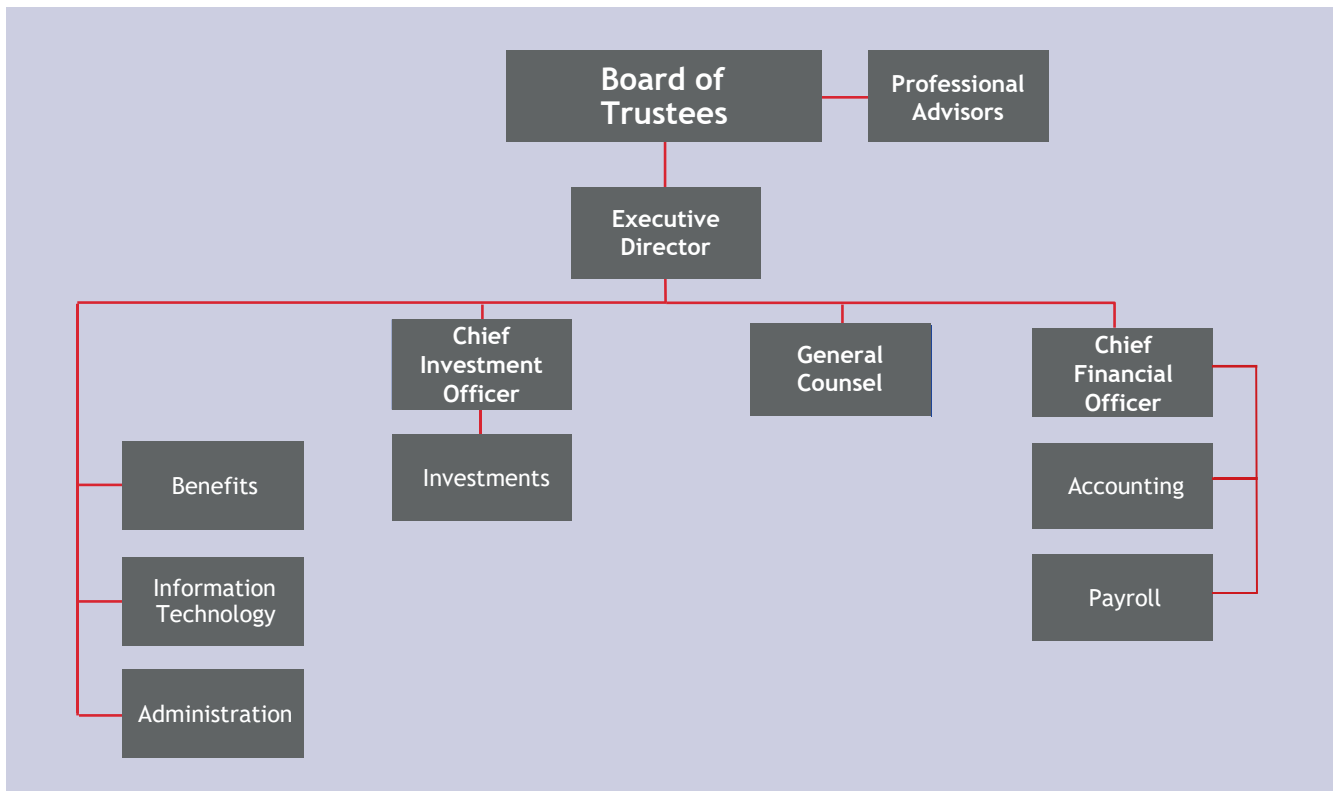 Board of
Trustees
Professional
Advisors
Executive
Director
Chief
Investment
Officer
General
Counsel
Chief
Financial
Officer
Benefits
Investments
Accounting
Information
Technology
Payroll
Administration